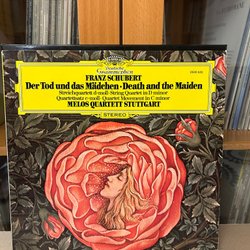 Deutsche
Grammophon
FRANZ SCHUBERT
Der Tod und das Mädchen · Death and the Maiden
Streichquartett d-moll · String Quartet in D minor
Quartettsatz c-moll · Quartet Movement in C minor
MELOS QUARTETT STUTTGART
STEREO